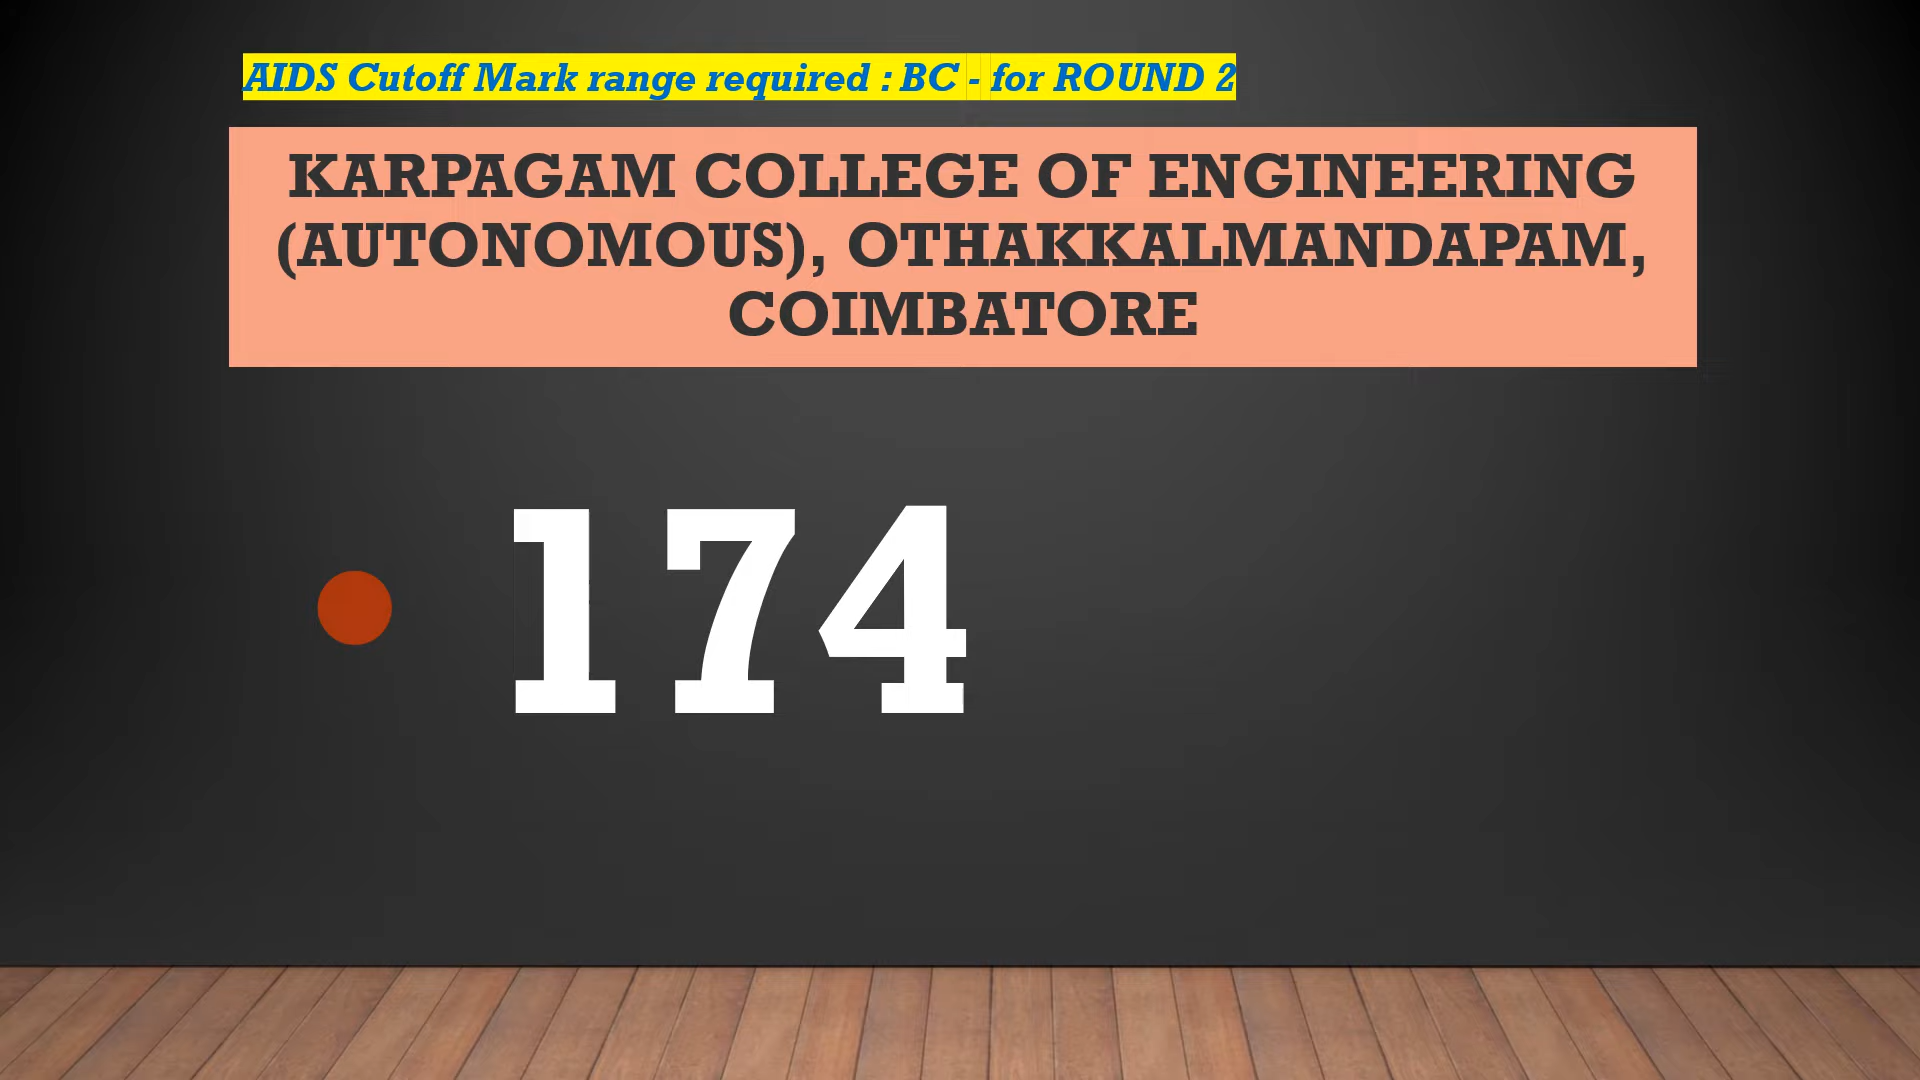 AIDS Cutoff Mark range required : BC - for ROUND 2
KARPAGAM COLLEGE OF ENGINEERING
(AUTONOMOUS), OTHAKKALMANDAPAM,
COIMBATORE
174